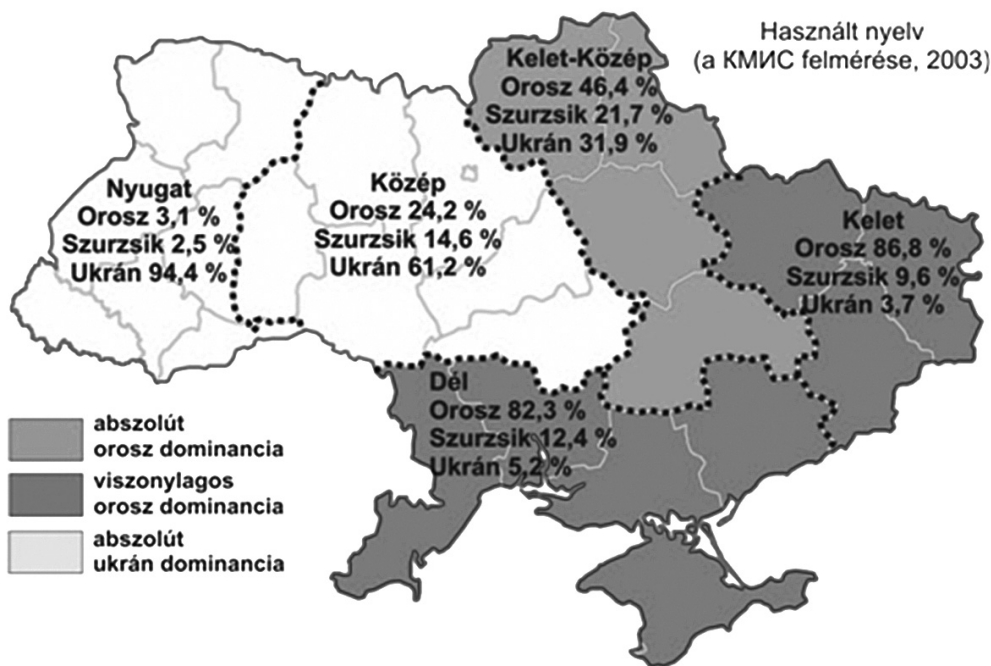 Használt nyelv
(a КМИС felmérése, 2003)
Kelet-Közép
Orosz 46,4 %
Szurzsik 21,7 %
Ukrán 31,9 %
Nyugat
Orosz 3,1 %
Szurzsik 2,5 %
Ukrán 94,4 %
Közép
Orosz 24,2 %
Szurzsik 14,6 %
Ukrán 61,2 %
Kelet
Orosz 86,8 %
Szurzsik 9,6 %
Ukrán 3,7 %
Dél
Orosz 82,3 %
Szurzsik 12,4 %
Ukrán 5,2 %
abszolút
orosz dominancia
viszonylagos
orosz dominancia
abszolút
ukrán dominancia